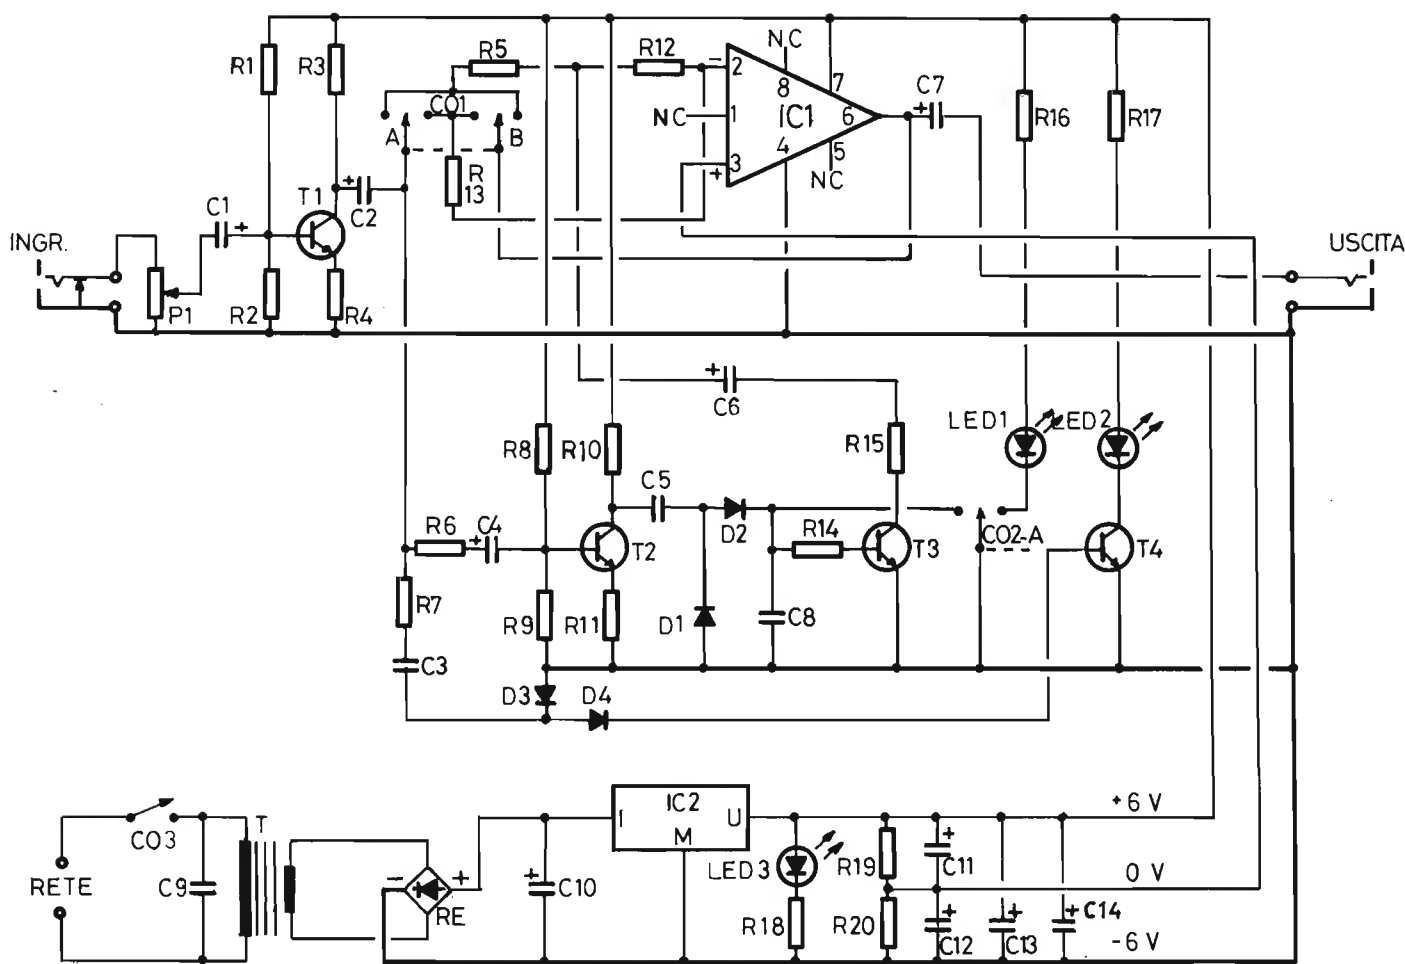 R1
R3
R5
R12
NC
- 2
7
8
C7
+
CO1
NC 1
IC1
6
R16
R17
A
B
4
5
3
+
NC
R
13
T1
+
C2
C1
+
INGR.
USCITA
P1
R2
R4
+
C6
LED1
LED2
R8
R10
R15
C5
R6
+
C4
T2
D2
R14
T3
CO2-A
T4
R7
R9
R11
D1
C8
C3
D3
D4
+6 V
CO3
T
I
IC2
U
M
LED3
R19
+
C11
0 V
RETE
C9
-
+
RE
+
C10
R18
R20
+
C12
+
C13
+
C14
-6 V